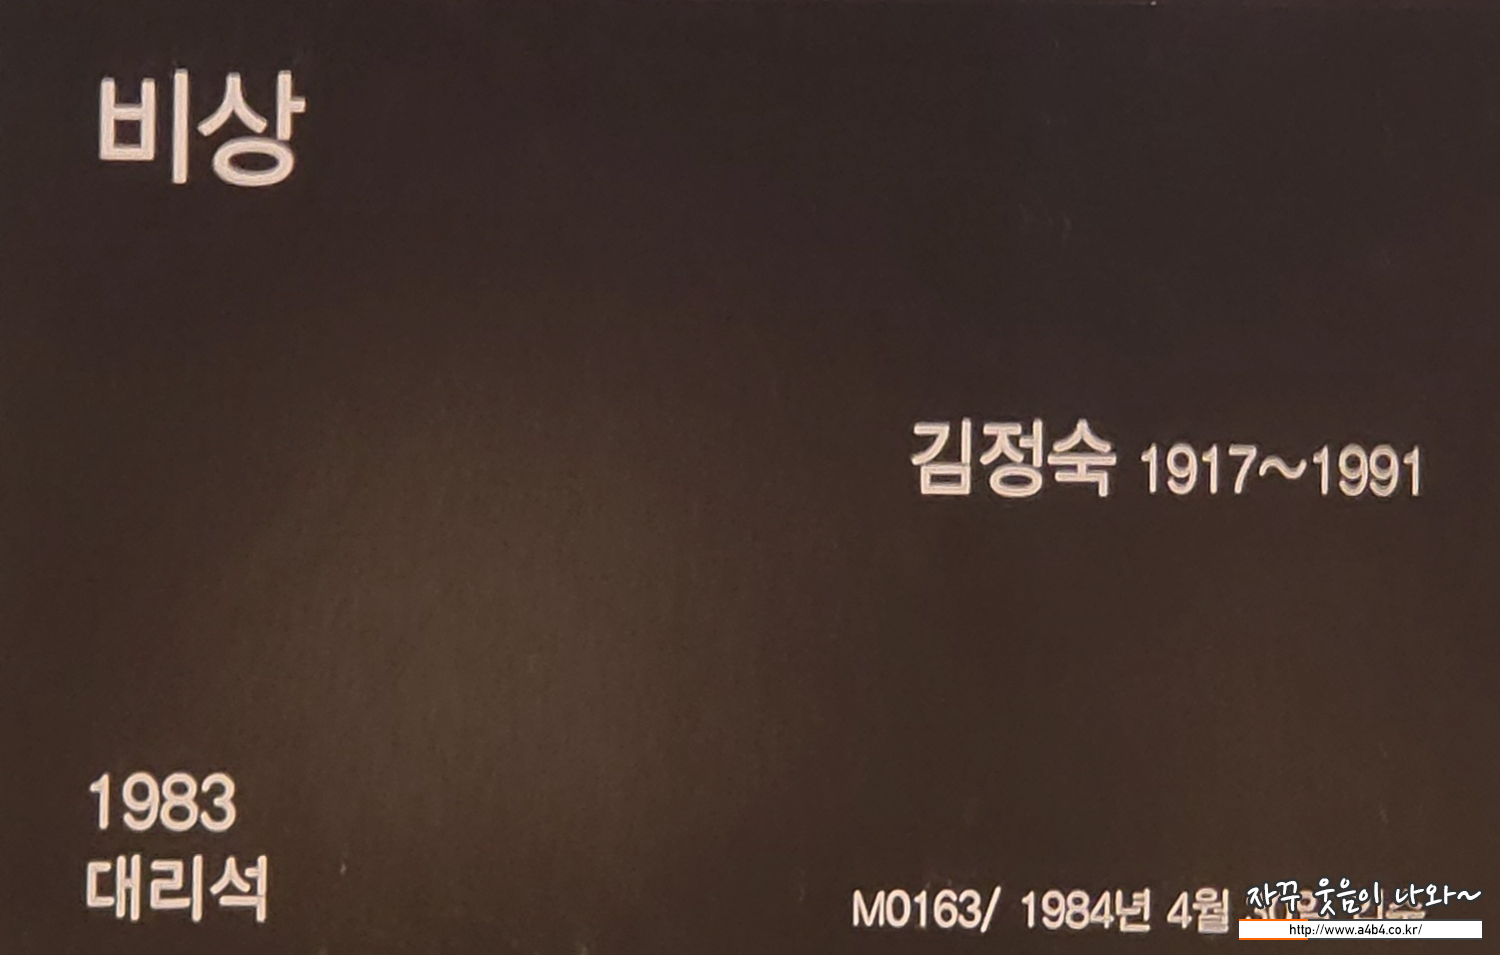 비상
김정숙 1917~1991
1983
대리석
M0163/ 1984년 4월
자꾸 웃음이 나와~
http://www.a4b4.co.kr/